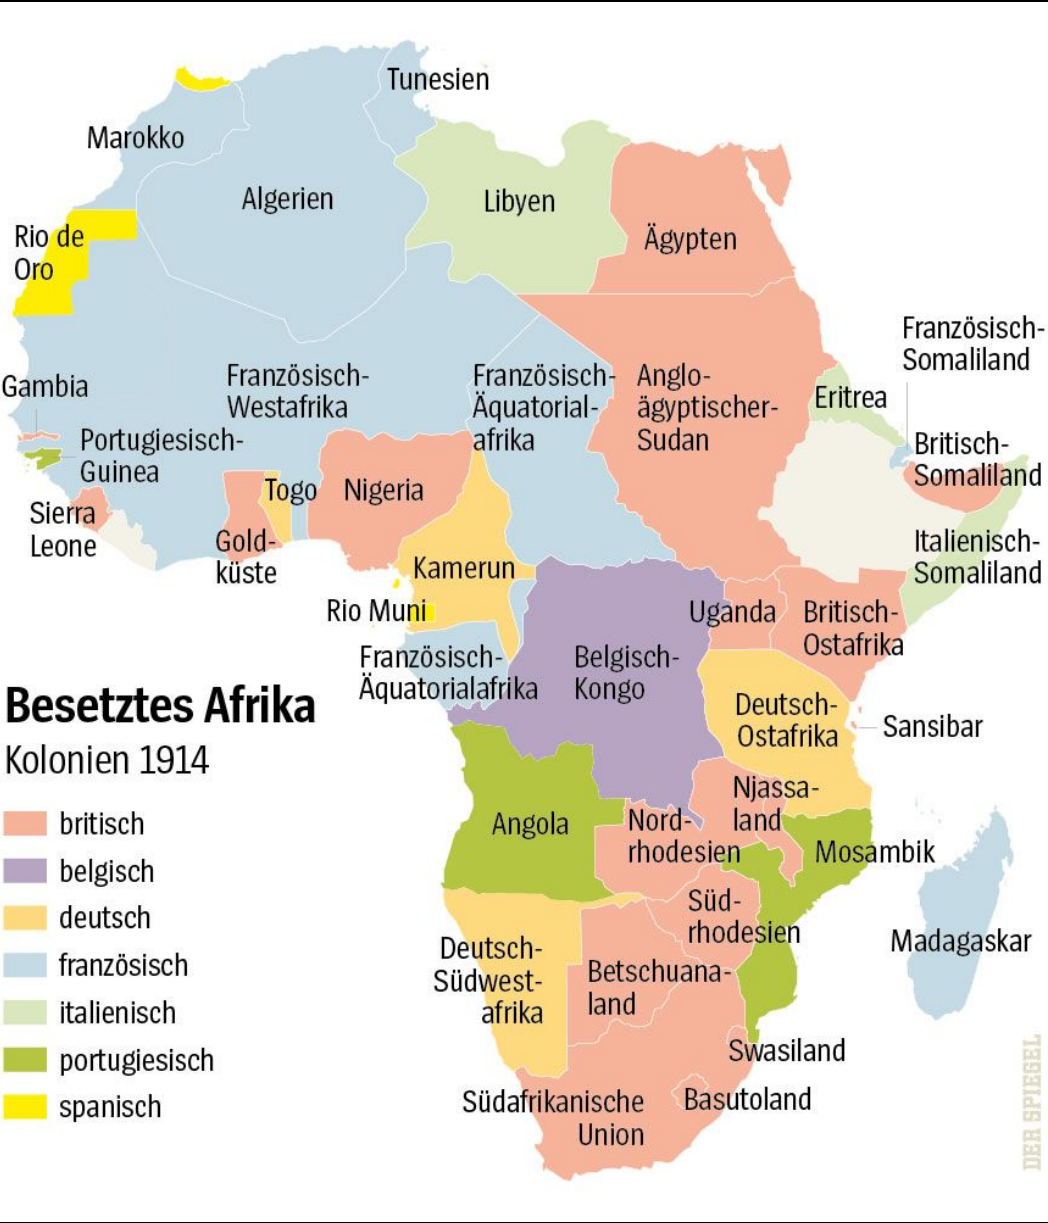 Tunesien
Marokko
Algerien
Libyen
Ägypten
Rio de
Oro
Französisch-
Somaliland
Gambia
Französisch-
Westafrika
Französisch-
Äquatorial-
afrika
Anglo-
ägyptischer-
Sudan
Eritrea
Portugiesisch-
Guinea
Britisch-
Somaliland
Togo
Nigeria
Sierra
Leone
Gold-
küste
Italienisch-
Somaliland
Kamerun
Rio Muni
Uganda
Britisch-
Ostafrika
Französisch-
Äquatorialafrika
Belgisch-
Kongo
Deutsch-
Ostafrika
Sansibar
Njassa-
land
Angola
Nord-
rhodesien
Mosambik
Süd-
rhodesien
Madagaskar
Deutsch-
Südwest-
afrika
Betschuana-
land
Swasiland
Südafrikanische
Union
Basutoland
Besetztes Afrika
Kolonien 1914
britisch
belgisch
deutsch
französisch
italienisch
portugiesisch
spanisch
DER SPIEGEL